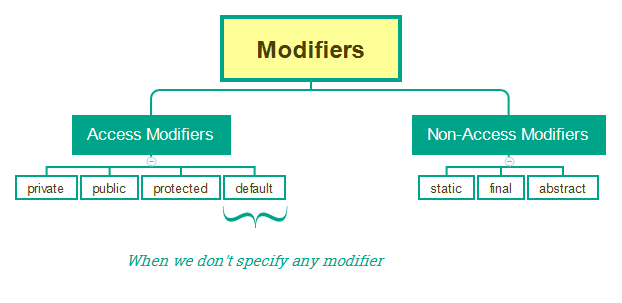 Modifiers
Access Modifiers
Non-Access Modifiers
private
public
protected
default
static
final
abstract
When we don't specify any modifier